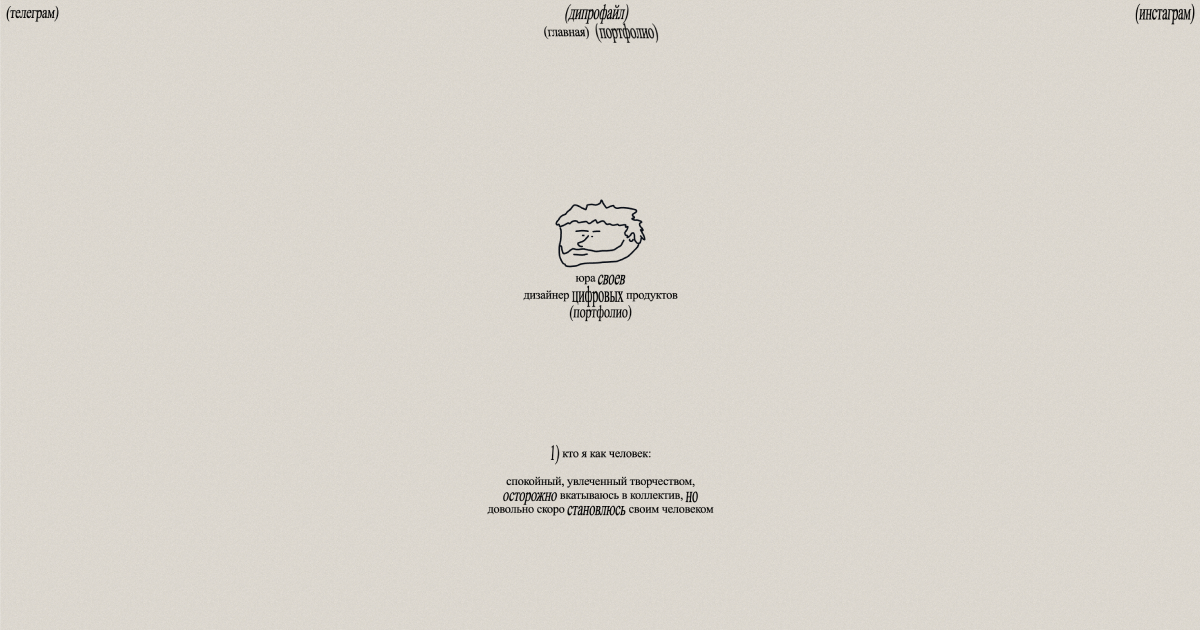 (телеграм)
(дипрофайл)
(инстаграм)
(главная) (портфолио)
юра своев
дизайнер цифровых продуктов
(портфолио)
1) кто я как человек:
спокойный, увлеченный творчеством,
осторожно вкатываюсь в коллектив, но
довольно скоро становлюсь своим человеком